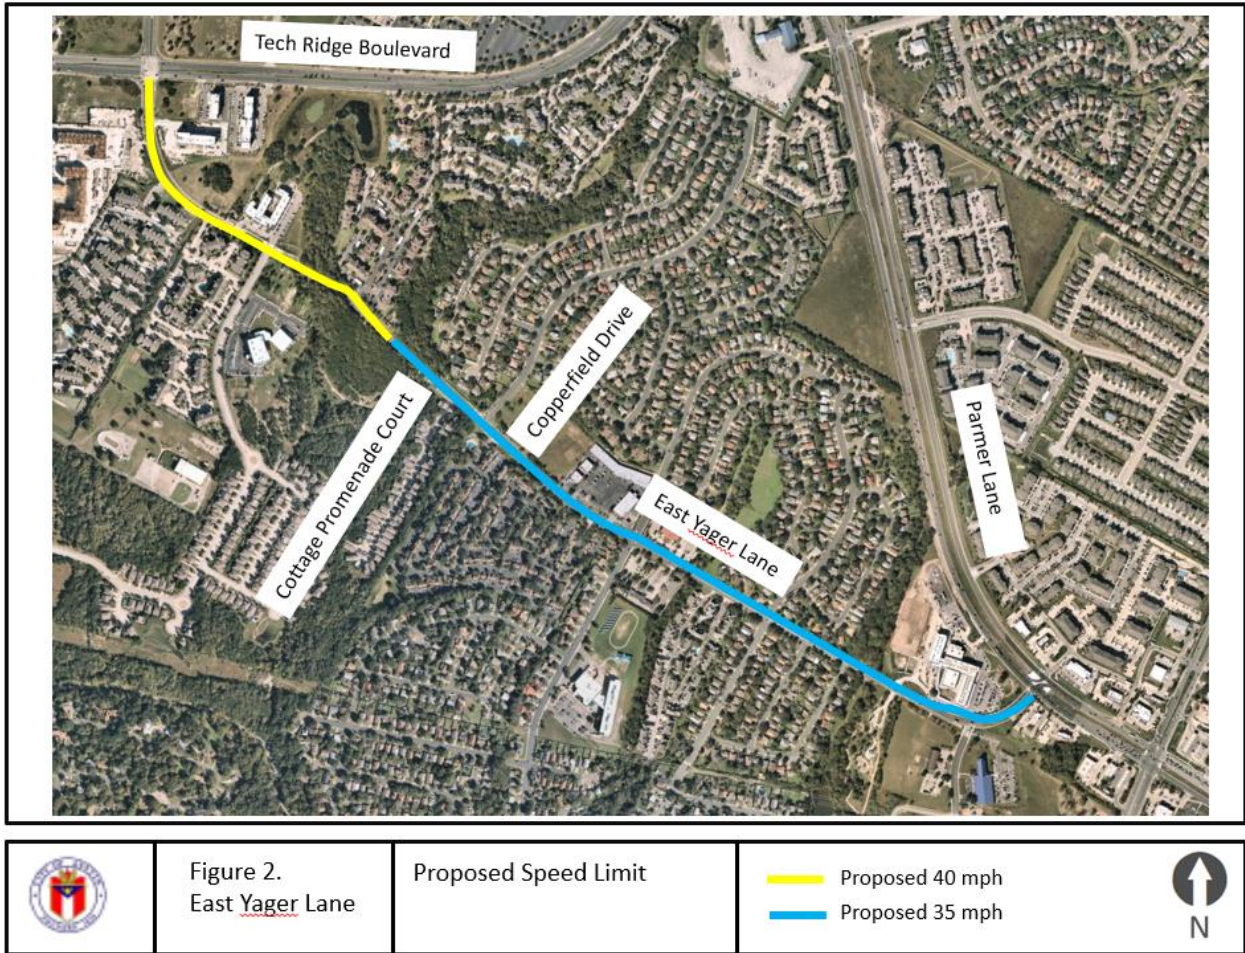 Tech Ridge Boulevard
Copperfield Drive
Cottage Promenade Court
Parmer Lane
East Yager Lane
Figure 2.
East Yager Lane
Proposed Speed Limit
Proposed 40 mph
Proposed 35 mph
N